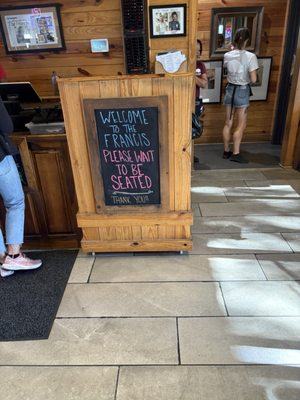 WELCOME
TO THE
FRANCIS
PLEASE WAIT
TO BE
SEATED
THANK YOU